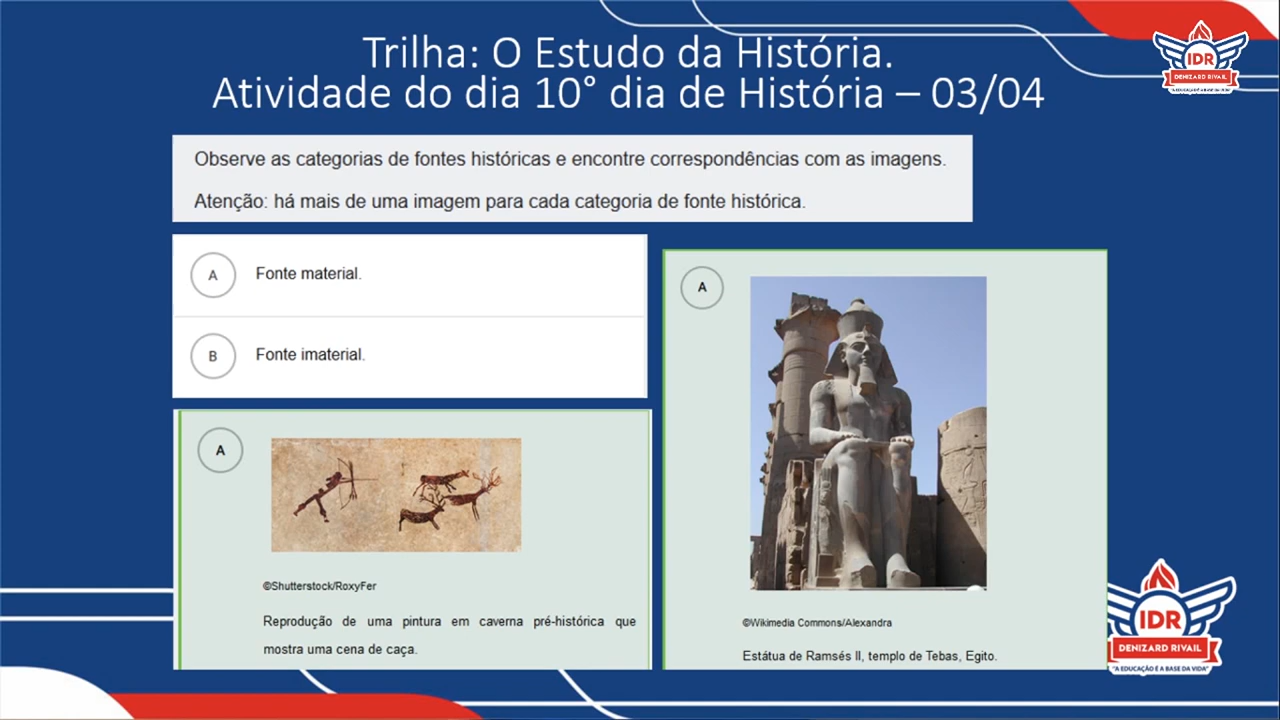 Trilha: O Estudo da História.
Atividade do dia 10° dia de História – 03/04
IDR
DENIZARD RIVAIL
"A EDUCAÇÃO É A BASE DA VIDA"
Observe as categorias de fontes históricas e encontre correspondências com as imagens.
Atenção: há mais de uma imagem para cada categoria de fonte histórica.
A
Fonte material.
B
Fonte imaterial.
A
©Shutterstock/RoxyFer
Reprodução de uma pintura em caverna pré-histórica que
mostra uma cena de caça.
A
©Wikimedia Commons/Alexandra
Estátua de Ramsés II, templo de Tebas, Egito.
IDR
DENIZARD RIVAIL
"A EDUCAÇÃO É A BASE DA VIDA"